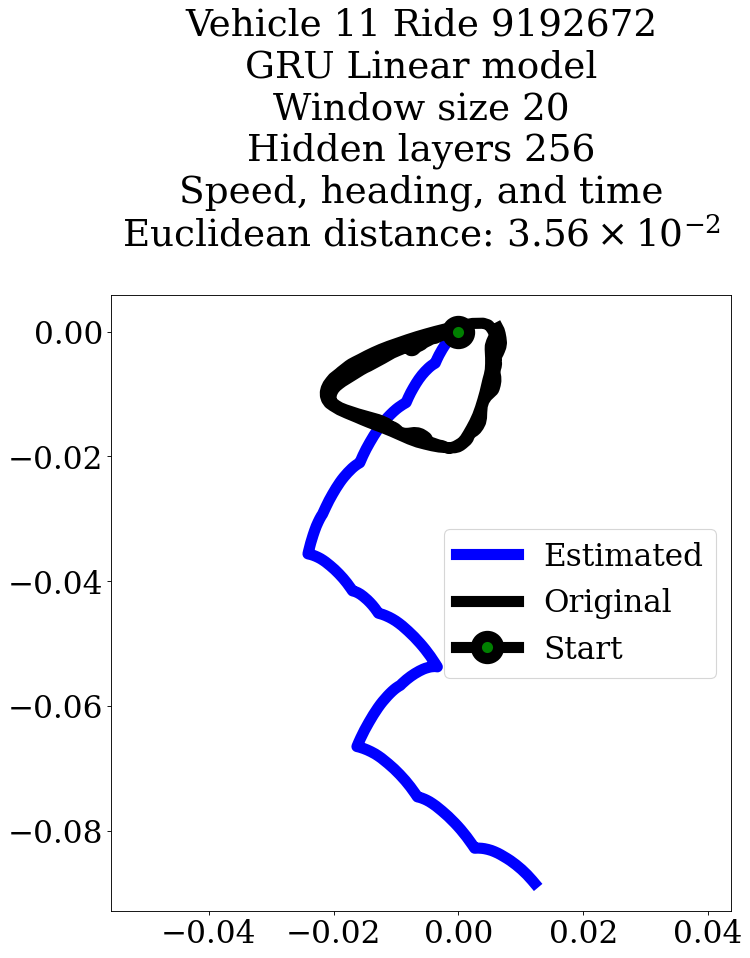 Vehicle 11 Ride 9192672
GRU Linear model
Window size 20
Hidden layers 256
Speed, heading, and time
Euclidean distance: 3.56 × 10⁻²
0.00
−0.02
−0.04
−0.06
−0.08
Estimated
Original
Start
−0.04 −0.02 0.00 0.02 0.04